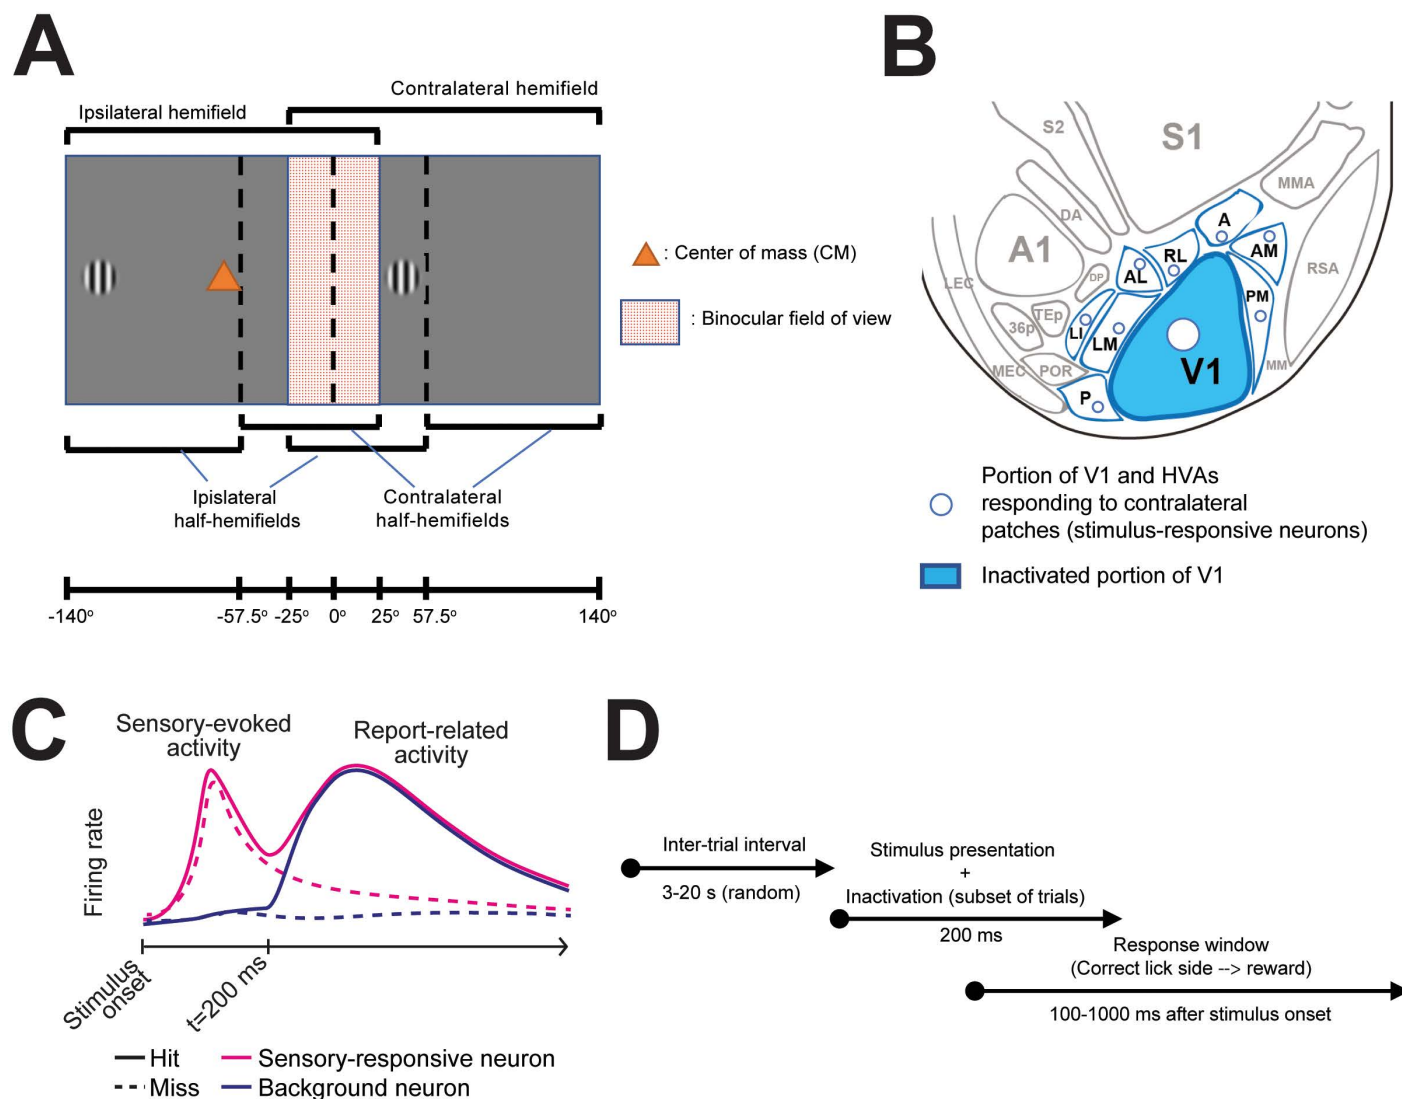 A
Ipsilateral hemifield
Contralateral hemifield
: Center of mass (CM)
: Binocular field of view
Ipislateral
half-hemifields
Contralateral
half-hemifields
-140°
-57.5°
-25°
0°
25°
57.5°
140°
B
S2
S1
MMA
DA
A1
A
AM
RL
AL
DP
RSA
LEC
PM
TEp
36p
LI
LM
V1
MM
MEC
POR
P
Portion of V1 and HVAs
responding to contralateral
patches (stimulus-responsive neurons)
Inactivated portion of V1
C
Sensory-evoked
activity
Report-related
activity
Firing rate
Stimulus
onset
t=200 ms
Hit
Sensory-responsive neuron
Miss
Background neuron
D
Inter-trial interval
3-20 s (random)
Stimulus presentation
+
Inactivation (subset of trials)
200 ms
Response window
(Correct lick side --> reward)
100-1000 ms after stimulus onset